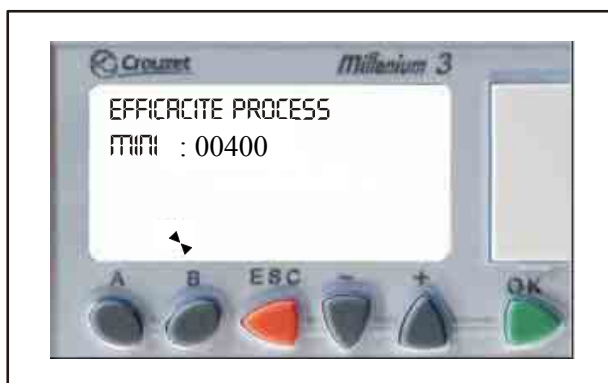 Crouzet Millenium 3
EFFICACITE PROCESS
MINI : 00400
A B ESC - + OK